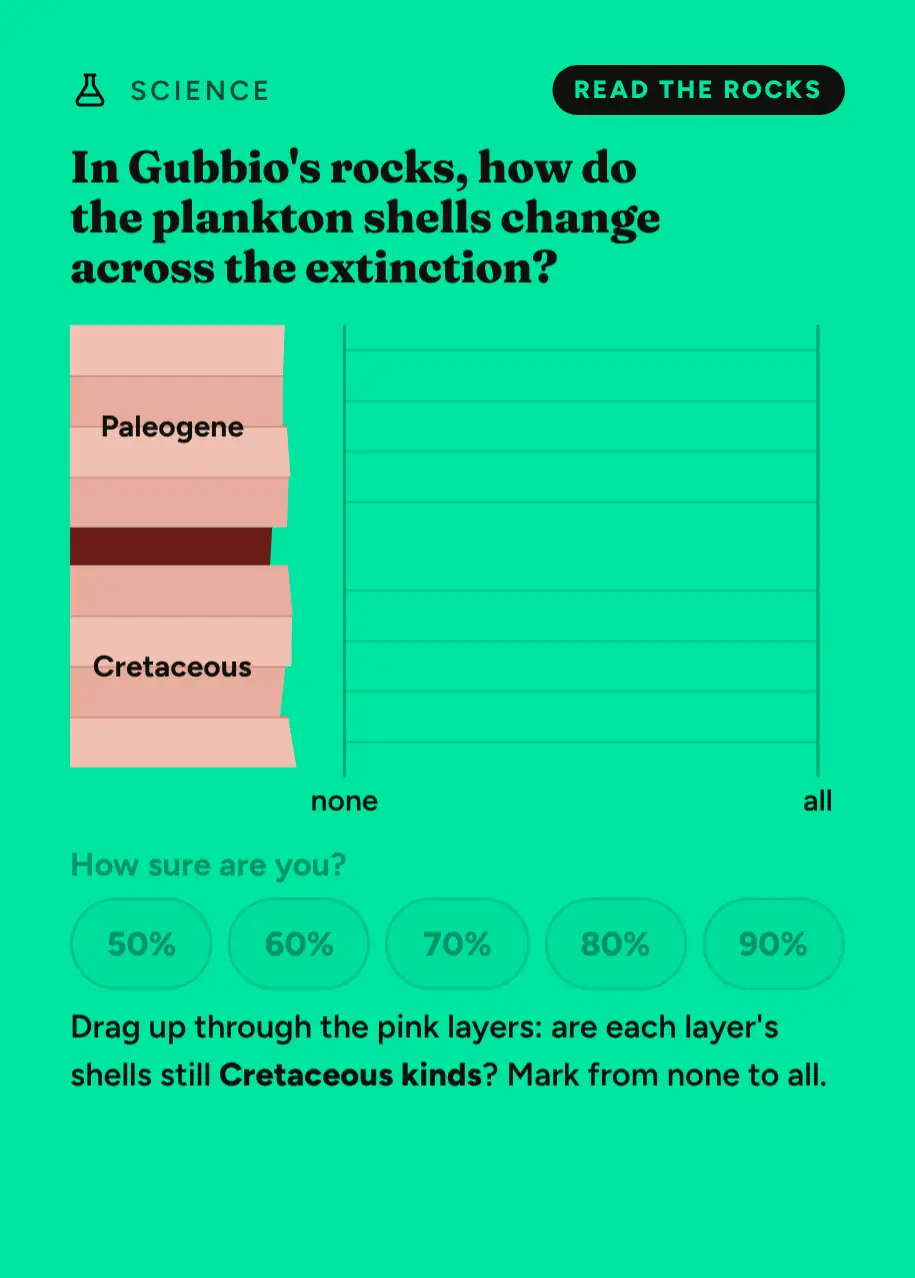 SCIENCE
READ THE ROCKS
In Gubbio's rocks, how do
the plankton shells change
across the extinction?
Paleogene
Cretaceous
none
all
How sure are you?
50%
60%
70%
80%
90%
Drag up through the pink layers: are each layer's
shells still Cretaceous kinds? Mark from none to all.